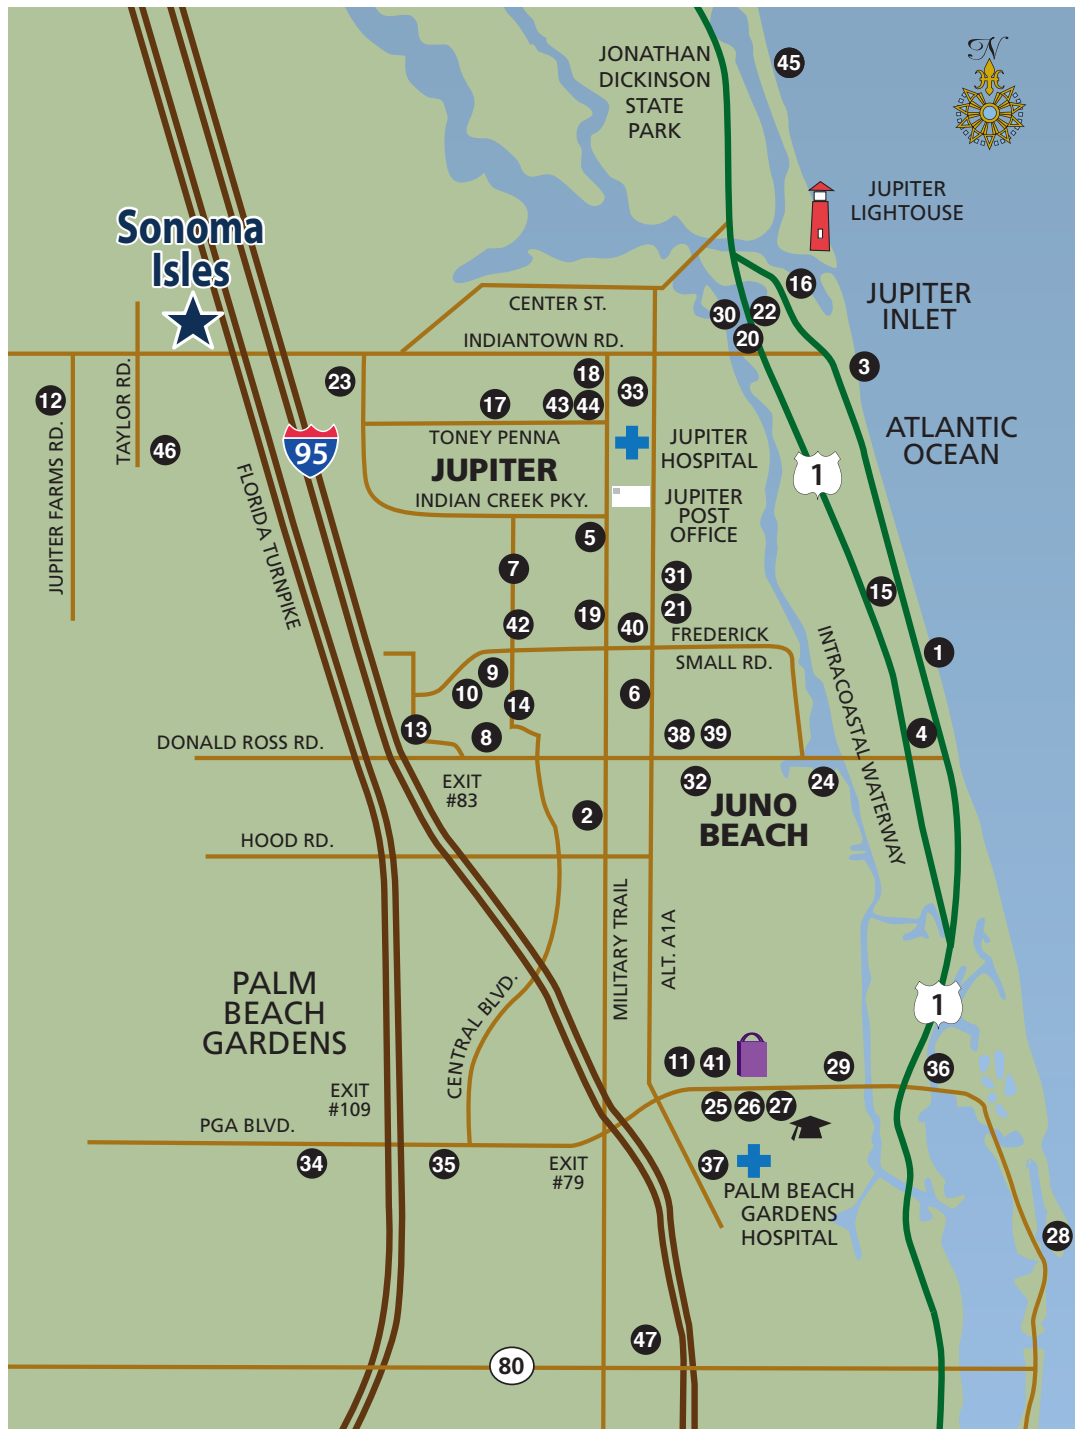 N
JONATHAN
DICKINSON
STATE
PARK
45
JUPITER
LIGHTOUSE
Sonoma
Isles
16
JUPITER
INLET
CENTER ST.
30
22
20
INDIANTOWN RD.
3
12
TAYLOR RD.
23
18
33
17
43
44
ATLANTIC
OCEAN
46
95
TONEY PENNA
JUPITER
JUPITER
HOSPITAL
1
JUPITER FARMS RD.
FLORIDA TURNPIKE
INDIAN CREEK PKY.
JUPITER
POST
OFFICE
5
7
31
15
19
21
42
40
FREDERICK
SMALL RD.
INTRACOASTAL WATERWAY
1
9
10
14
6
13
8
38
39
4
DONALD ROSS RD.
EXIT
#83
32
24
JUNO
BEACH
2
HOOD RD.
MILITARY TRAIL
ALT. A1A
PALM
BEACH
GARDENS
CENTRAL BLVD.
1
11
41
29
36
EXIT
#109
25
26
27
PGA BLVD.
34
35
EXIT
#79
37
PALM BEACH
GARDENS
HOSPITAL
28
47
80